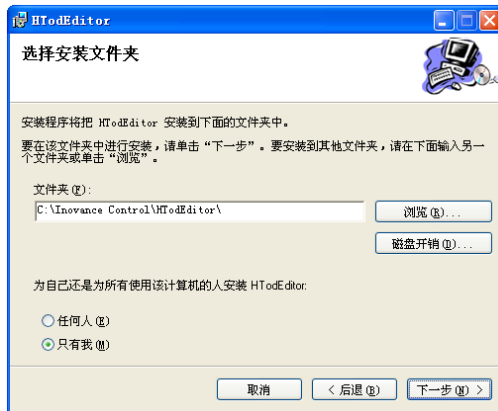 HTodEditor
选择安装文件夹
安装程序将把 HTodEditor 安装到下面的文件夹中。
要在该文件夹中进行安装，请单击“下一步”。要安装到其他文件夹，请在下面输入另一
个文件夹或单击“浏览”。
文件夹(F):
C:\Inovance Control\HTodEditor\
浏览(R)...
磁盘开销(D)...
为自己还是为所有使用该计算机的人安装 HTodEditor:
任何人(E)
只有我(M)
取消
< 后退(B)
下一步(N) >